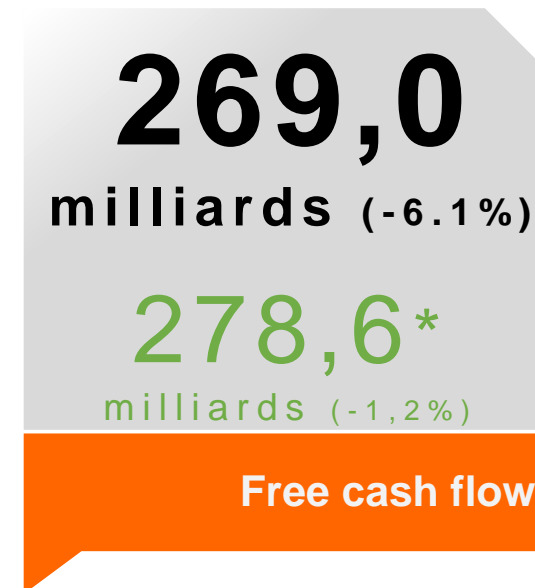 269,0
milliards (-6.1%)
278,6*
milliards (-1,2%)
Free cash flow